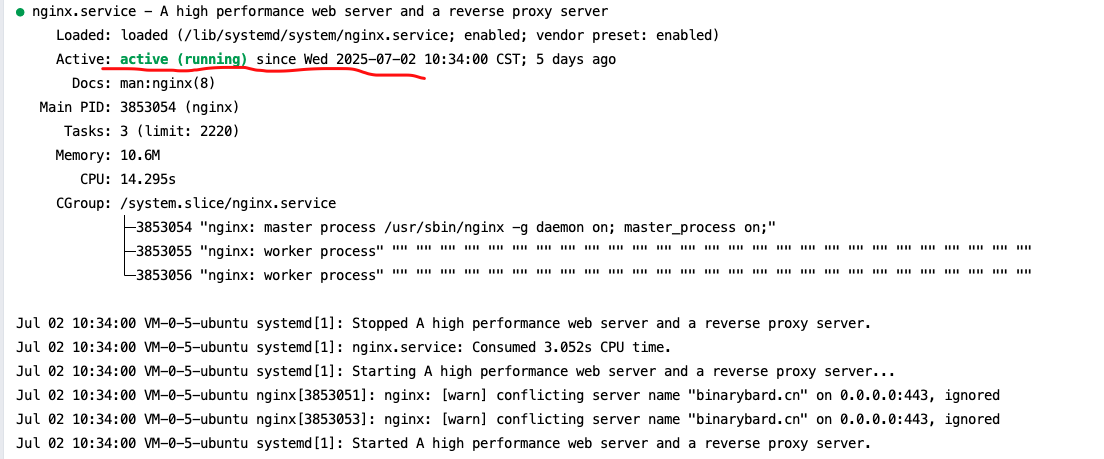 ● nginx.service - A high performance web server and a reverse proxy server
Loaded: loaded (/lib/systemd/system/nginx.service; enabled; vendor preset: enabled)
Active: active (running) since Wed 2025-07-02 10:34:00 CST; 5 days ago
Docs: man:nginx(8)
Main PID: 3853054 (nginx)
Tasks: 3 (limit: 2220)
Memory: 10.6M
CPU: 14.295s
CGroup: /system.slice/nginx.service
├─3853054 "nginx: master process /usr/sbin/nginx -g daemon on; master_process on;"
├─3853055 "nginx: worker process" "" "" "" "" "" "" "" "" "" "" "" "" "" "" "" "" "" "" "" "" "" "" "" "" "" "" ""
└─3853056 "nginx: worker process" "" "" "" "" "" "" "" "" "" "" "" "" "" "" "" "" "" "" "" "" "" "" "" "" "" "" ""
Jul 02 10:34:00 VM-0-5-ubuntu systemd[1]: Stopped A high performance web server and a reverse proxy server.
Jul 02 10:34:00 VM-0-5-ubuntu systemd[1]: nginx.service: Consumed 3.052s CPU time.
Jul 02 10:34:00 VM-0-5-ubuntu systemd[1]: Starting A high performance web server and a reverse proxy server...
Jul 02 10:34:00 VM-0-5-ubuntu nginx[3853051]: nginx: [warn] conflicting server name "binarybard.cn" on 0.0.0.0:443, ignored
Jul 02 10:34:00 VM-0-5-ubuntu nginx[3853053]: nginx: [warn] conflicting server name "binarybard.cn" on 0.0.0.0:443, ignored
Jul 02 10:34:00 VM-0-5-ubuntu systemd[1]: Started A high performance web server and a reverse proxy server.